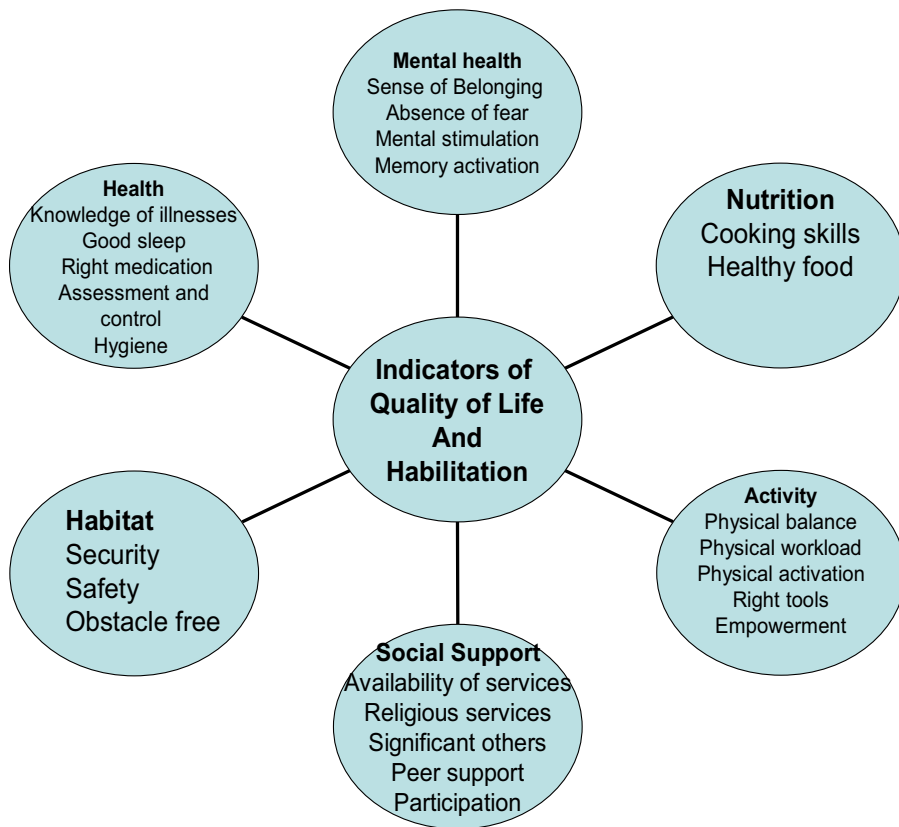 Mental health
Sense of Belonging
Absence of fear
Mental stimulation
Memory activation
Health
Knowledge of illnesses
Good sleep
Right medication
Assessment and
control
Hygiene
Nutrition
Cooking skills
Healthy food
Indicators of
Quality of Life
And
Habilitation
Habitat
Security
Safety
Obstacle free
Activity
Physical balance
Physical workload
Physical activation
Right tools
Empowerment
Social Support
Availability of services
Religious services
Significant others
Peer support
Participation